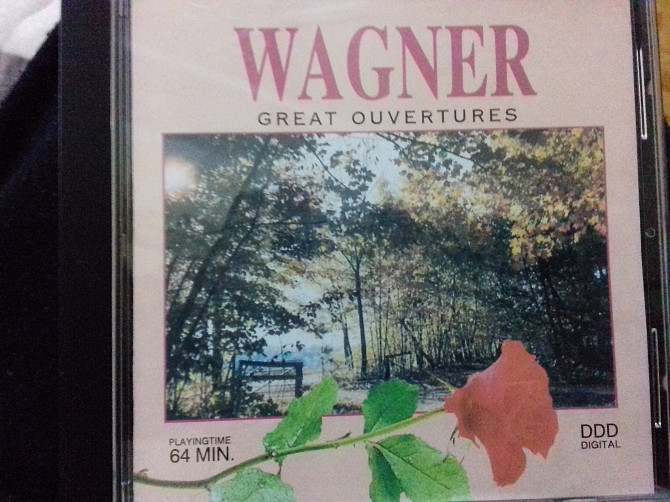 WAGNER
GREAT OUVERTURES
PLAYINGTIME
64 MIN.
DDD
DIGITAL